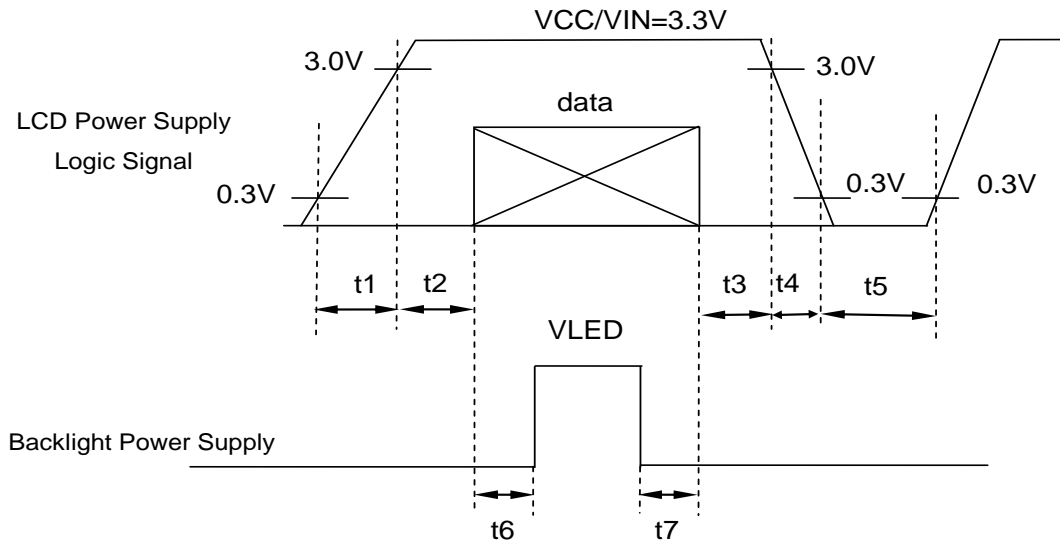 VCC/VIN=3.3V
3.0V
3.0V
data
LCD Power Supply
Logic Signal
0.3V
0.3V
0.3V
t1
t2
t3
t4
t5
VLED
Backlight Power Supply
t6
t7